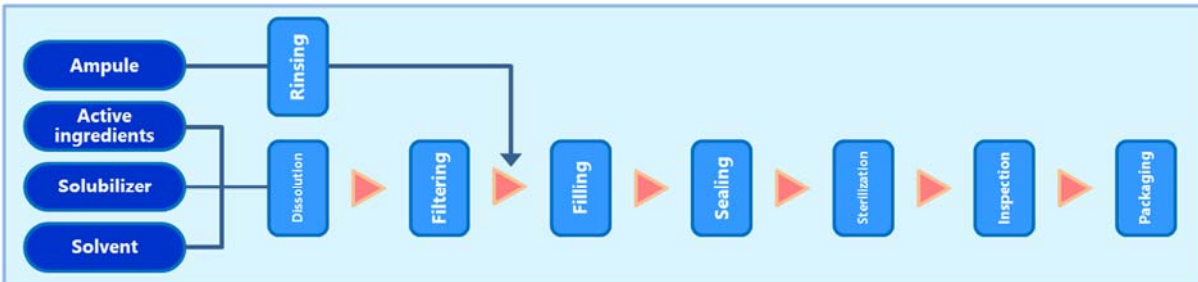 Ampule
Rinsing
Active
ingredients
Solubilizer
Solvent
Dissolution
Filtering
Filling
Sealing
Sterilization
Inspection
Packaging